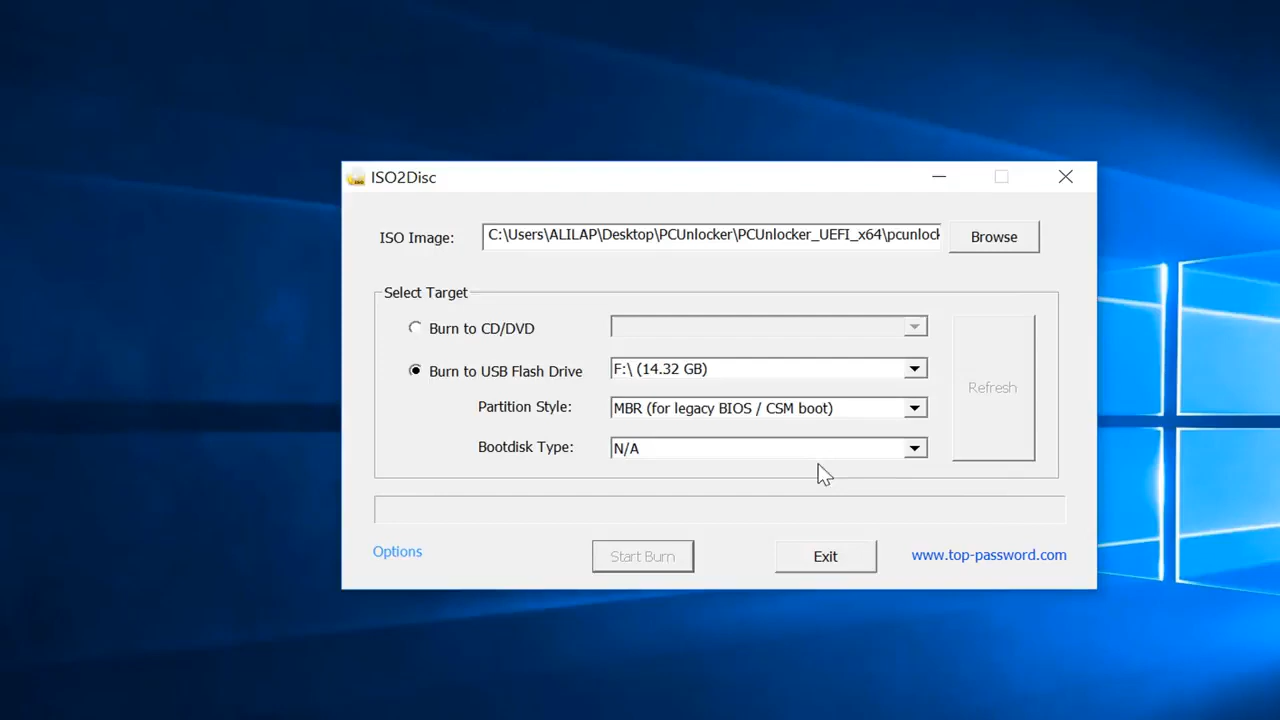 ISO2Disc
ISO Image:
C:\Users\ALILAP\Desktop\PCUnlocker\PCUnlocker_UEFI_x64\pcunlock
Browse
Select Target
Burn to CD/DVD
Burn to USB Flash Drive
F:\ (14.32 GB)
Refresh
Partition Style:
MBR (for legacy BIOS / CSM boot)
Bootdisk Type:
N/A
Options
Start Burn
Exit
www.top-password.com